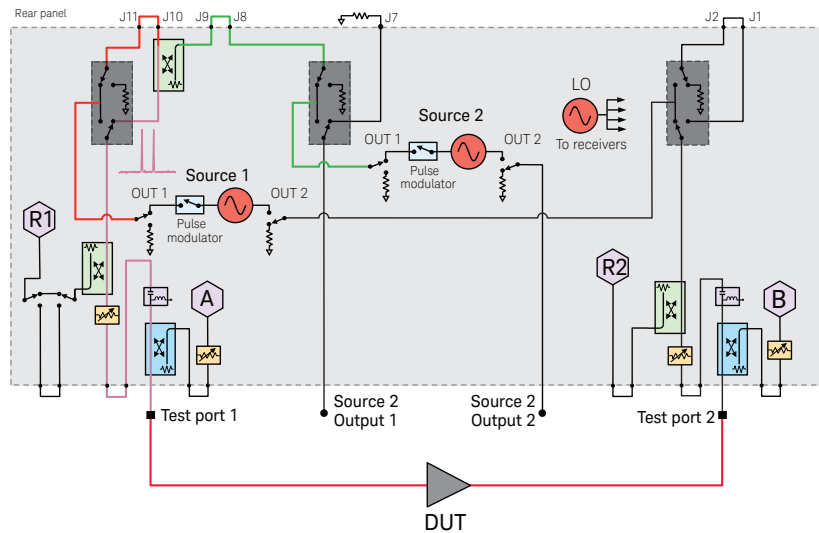 Rear panel
J11
J10
J9
J8
J7
J2
J1
LO
To receivers
Source 2
OUT 1
OUT 2
Pulse
modulator
Source 1
OUT 1
OUT 2
Pulse
modulator
R1
A
R2
B
Test port 1
Source 2
Output 1
Source 2
Output 2
Test port 2
DUT